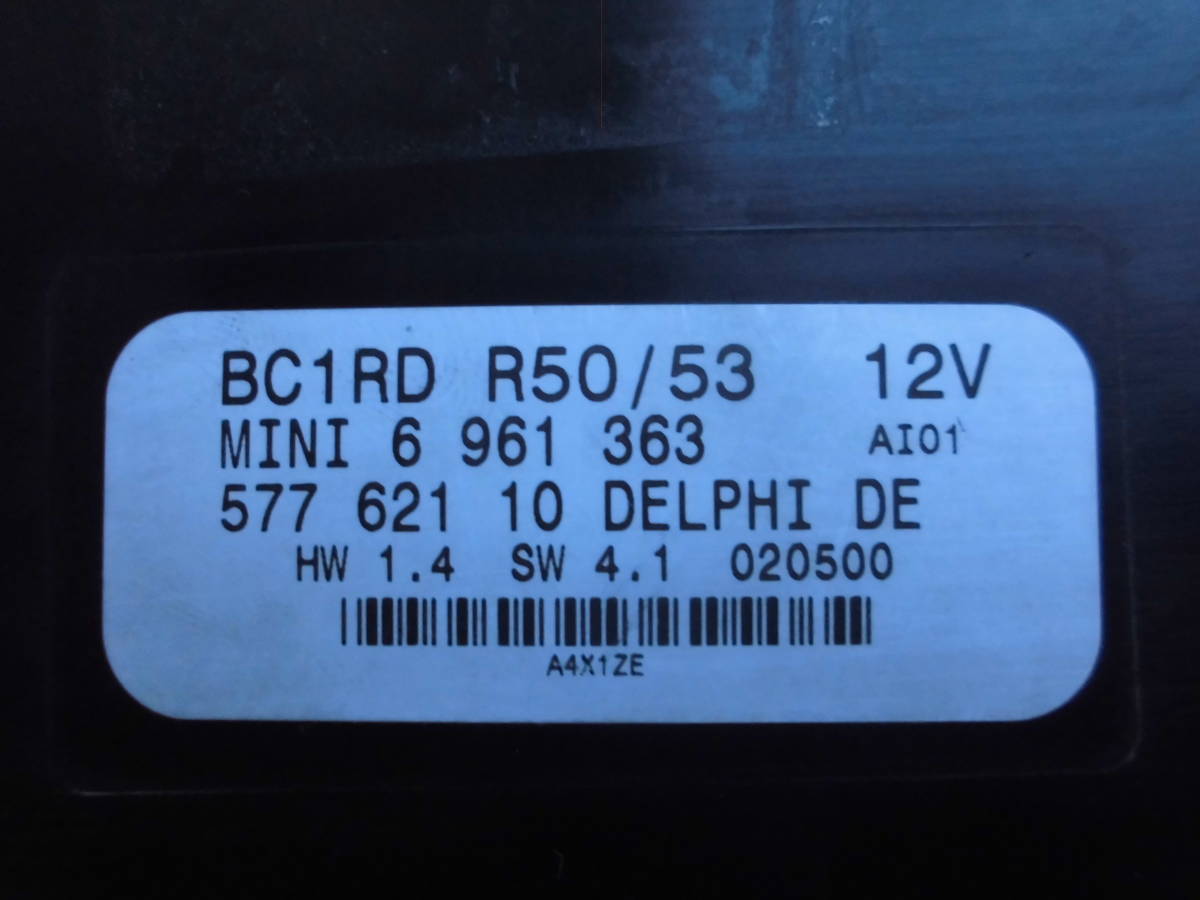 BC1RD R50/53 12V
MINI 6 961 363 AI01
577 621 10 DELPHI DE
HW 1.4 SW 4.1 020500
A4X1ZE